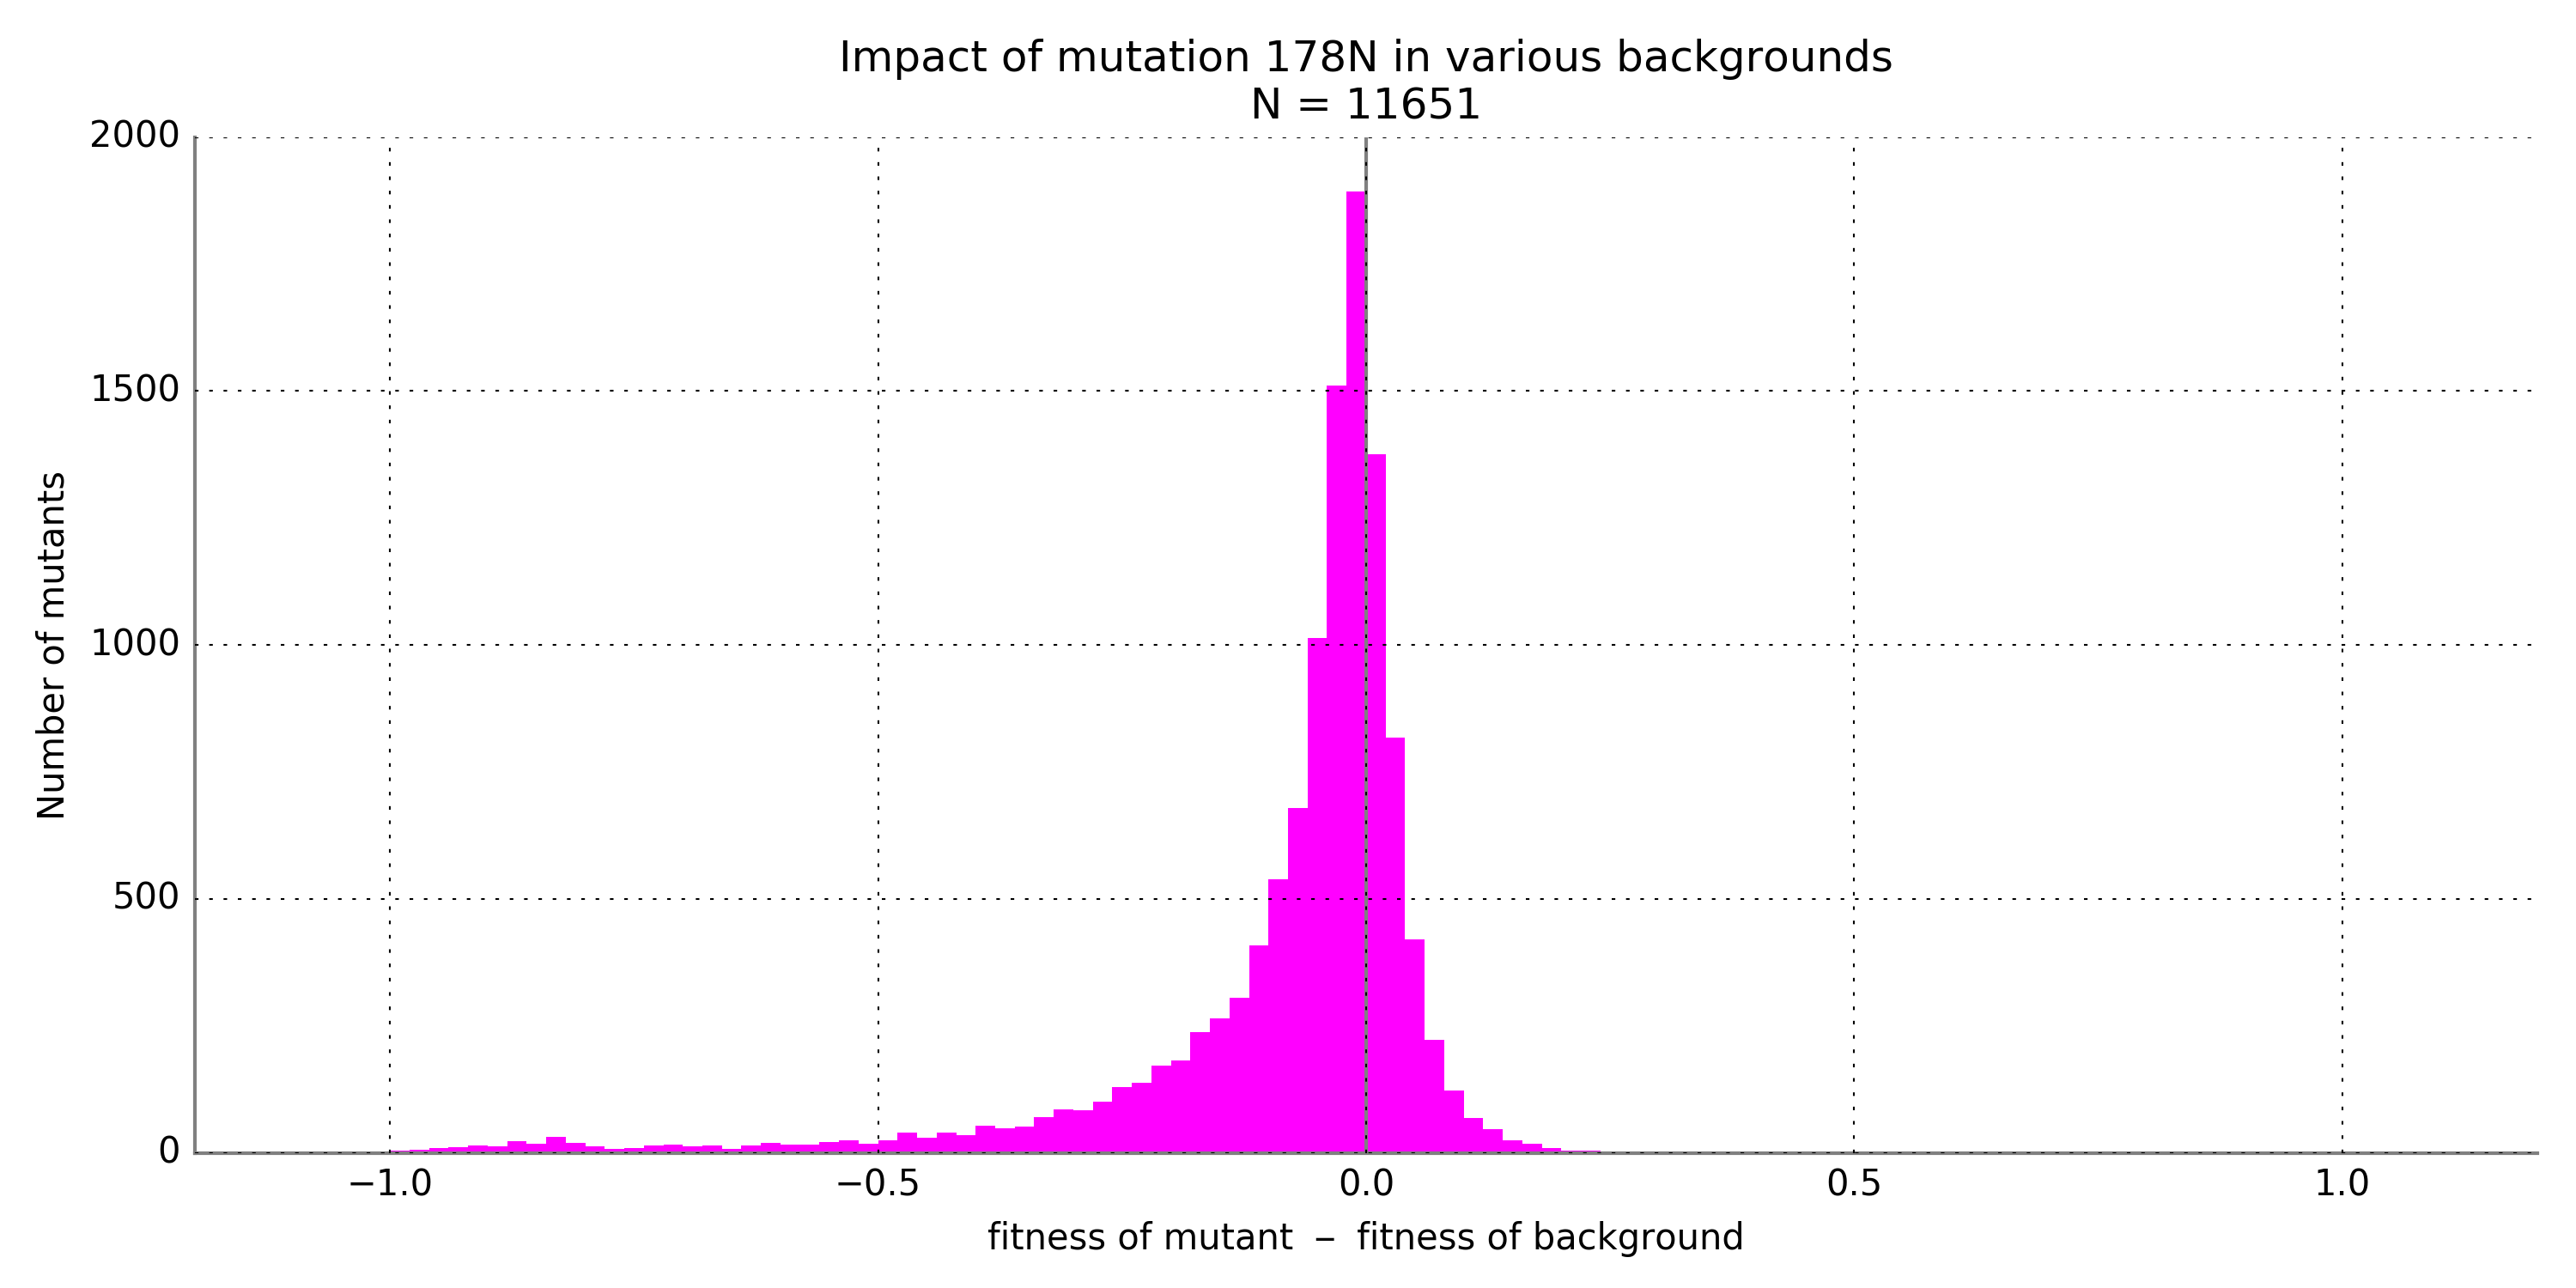 Impact of mutation 178N in various backgrounds
N = 11651
2000
1500
1000
500
0
Number of mutants
−1.0
−0.5
0.0
0.5
1.0
fitness of mutant – fitness of background